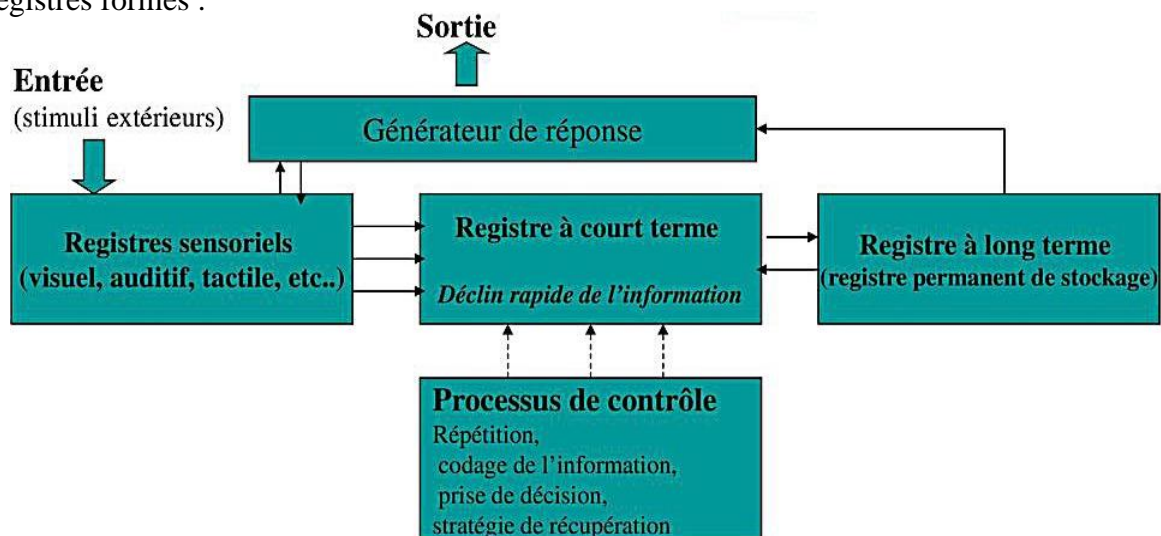 egistres formés :
Sortie
Entrée
(stimuli extérieurs)
Générateur de réponse
Registres sensoriels
(visuel, auditif, tactile, etc..)
Registre à court terme
Déclin rapide de l'information
Registre à long terme
(registre permanent de stockage)
Processus de contrôle
Répétition,
codage de l'information,
prise de décision,
stratégie de récupération